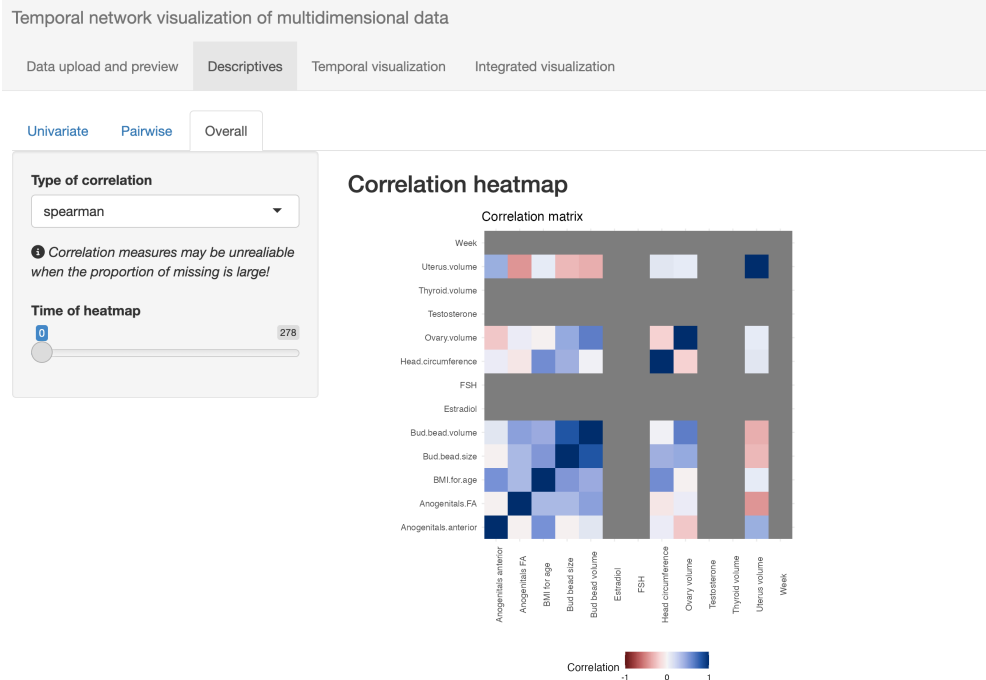 Temporal network visualization of multidimensional data
Data upload and preview Descriptives Temporal visualization Integrated visualization
Univariate Pairwise Overall
Type of correlation
spearman
Correlation measures may be unrealiable
when the proportion of missing is large!
Time of heatmap
0 278
Correlation heatmap
Correlation matrix
Week
Uterus.volume
Thyroid.volume
Testosterone
Ovary.volume
Head.circumference
FSH
Estradiol
Bud.bead.volume
Bud.bead.size
BMI.for.age
Anogenitals.FA
Anogenitals.anterior
Anogenitals anterior
Anogenitals FA
BMI for age
Bud bead size
Bud bead volume
Estradiol
FSH
Head circumference
Ovary volume
Testosterone
Thyroid volume
Uterus volume
Week
Correlation
-1 0 1